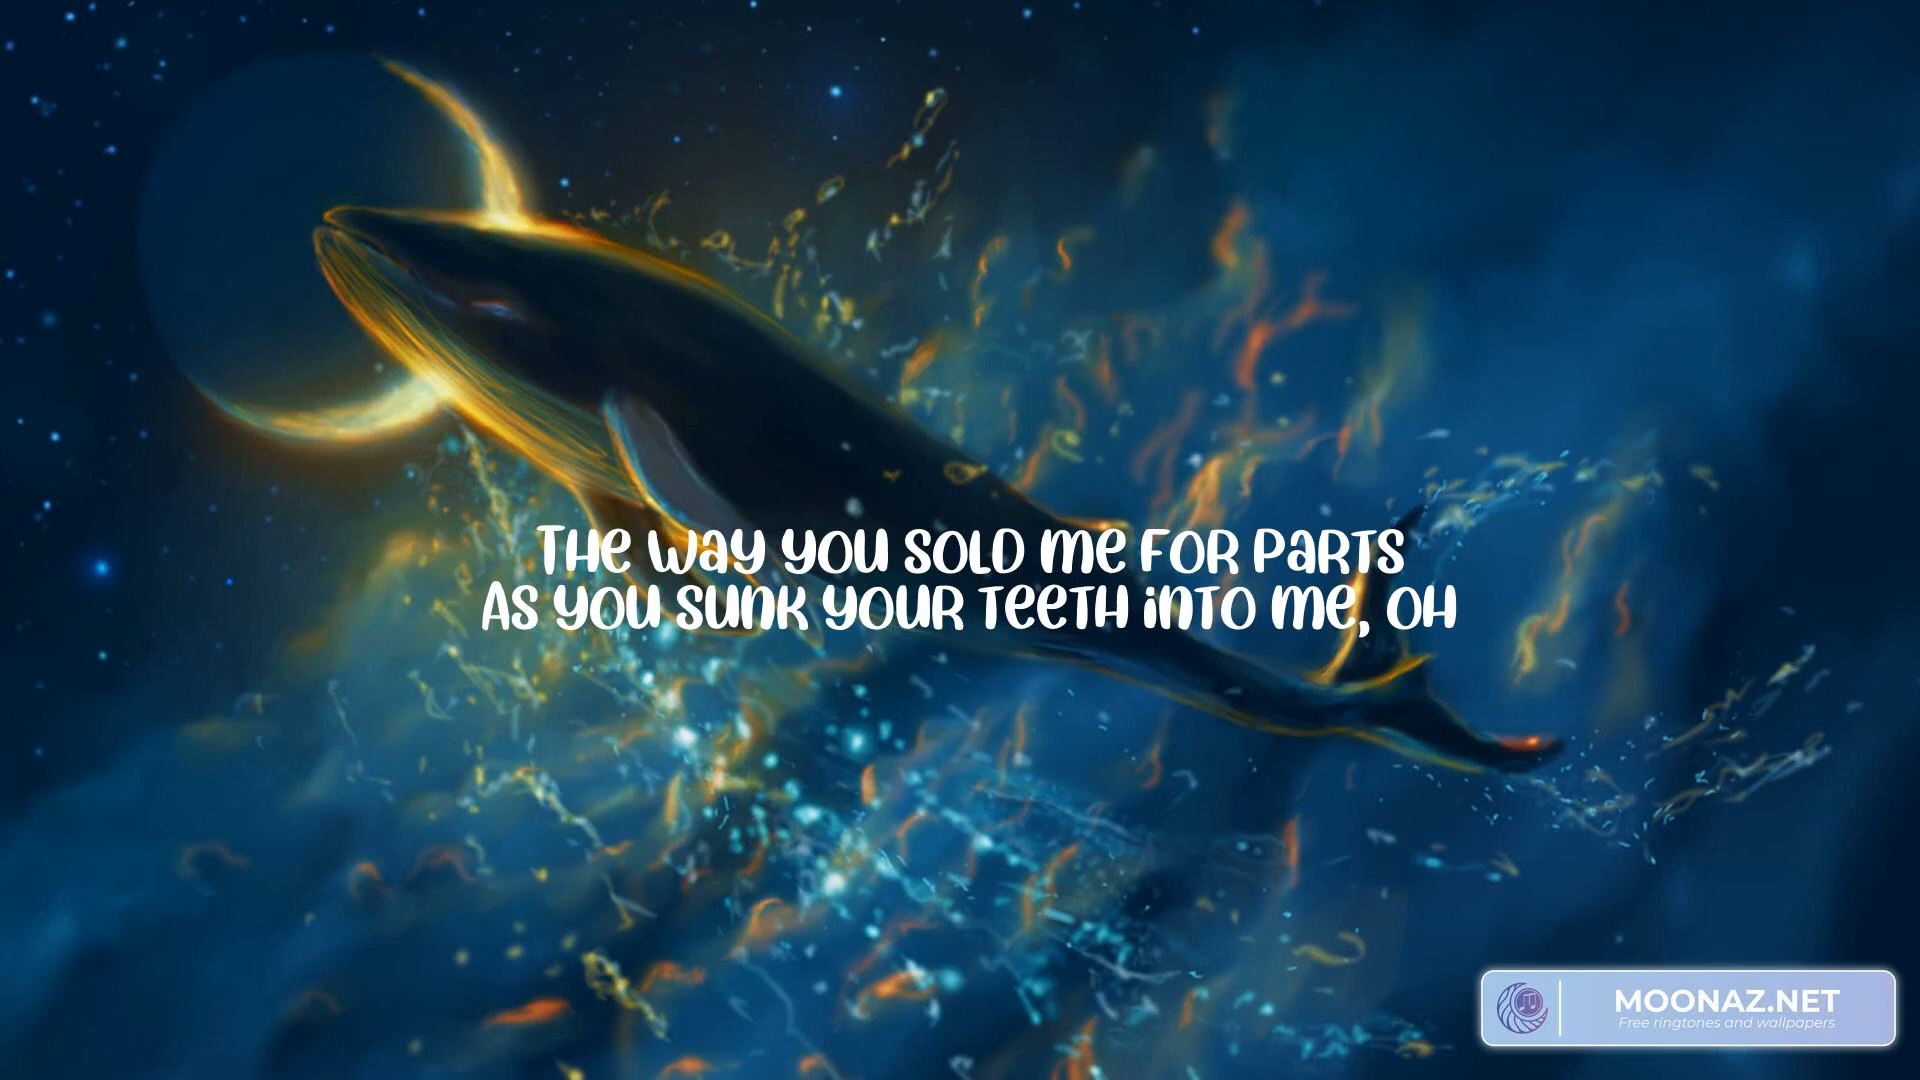 The way you sold me for parts
As you sunk your teeth into me, oh
MOONAZ.NET
Free ringtones and wallpapers